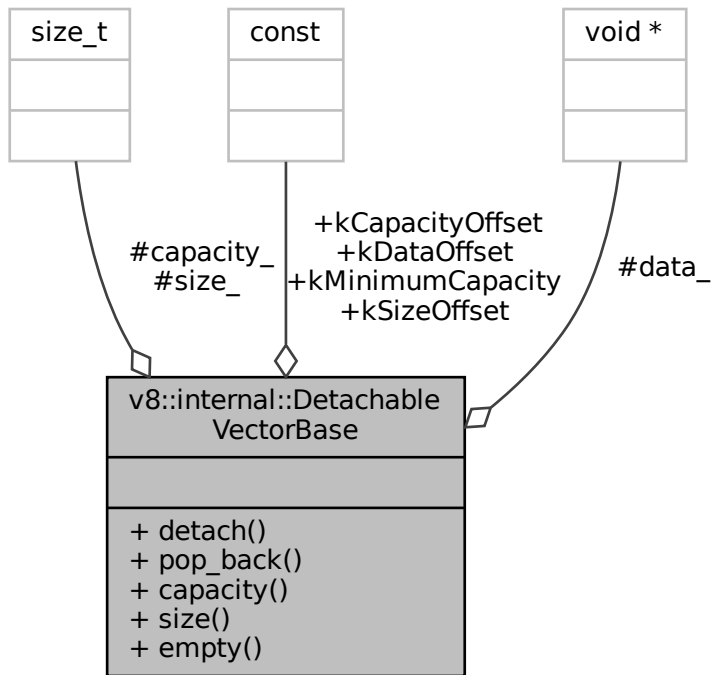 size_t
const
void *
#capacity_
#size_
+kCapacityOffset
+kDataOffset
+kMinimumCapacity
+kSizeOffset
#data_
v8::internal::Detachable
VectorBase
+ detach()
+ pop_back()
+ capacity()
+ size()
+ empty()